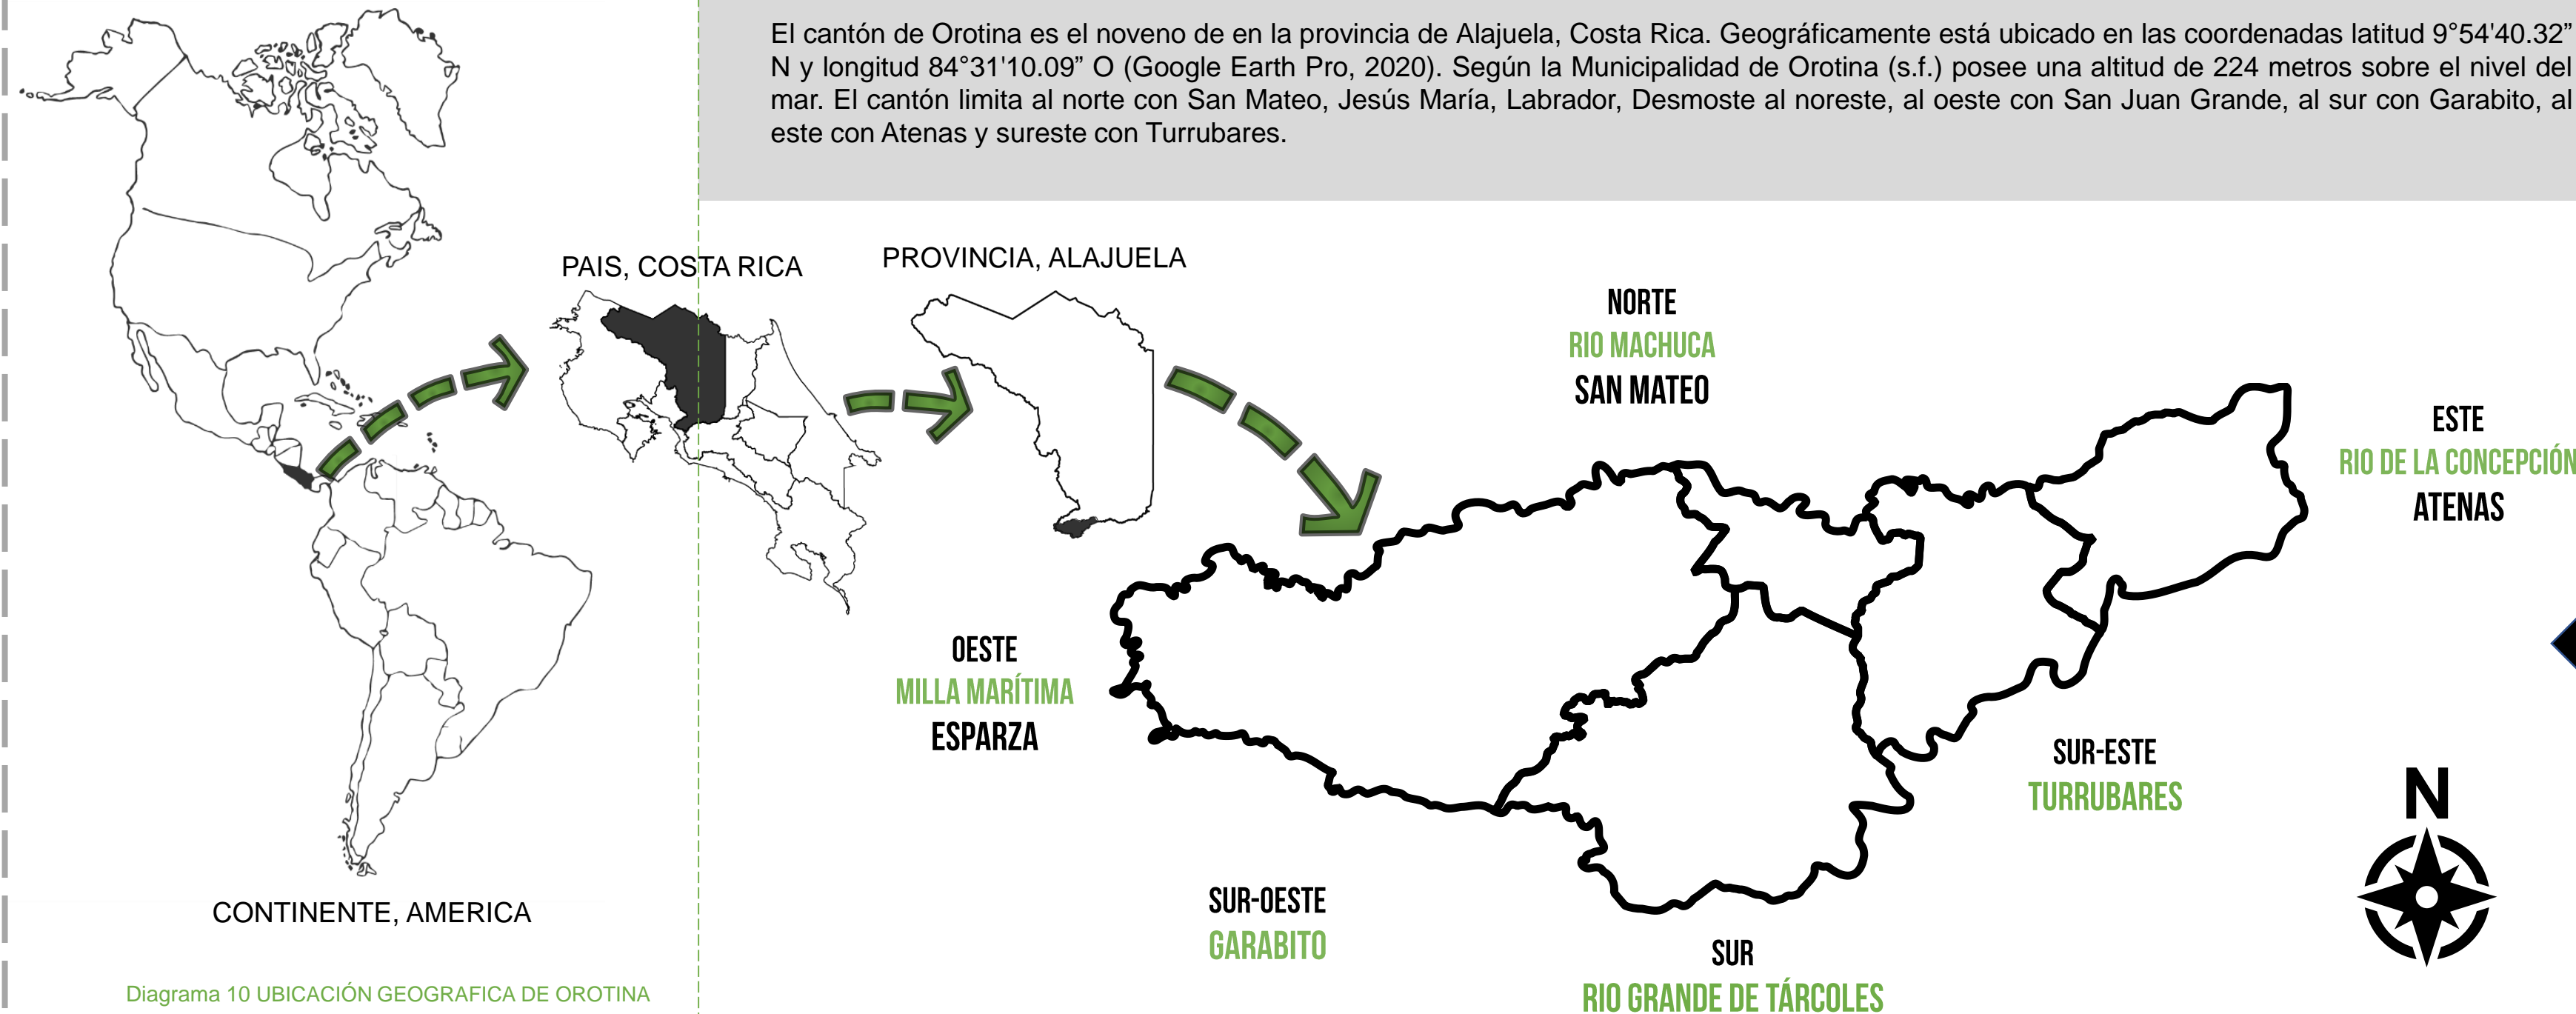 El cantón de Orotina es el noveno de en la provincia de Alajuela, Costa Rica. Geográficamente está ubicado en las coordenadas latitud 9°54'40.32”
N y longitud 84°31'10.09” O (Google Earth Pro, 2020). Según la Municipalidad de Orotina (s.f.) posee una altitud de 224 metros sobre el nivel del
mar. El cantón limita al norte con San Mateo, Jesús María, Labrador, Desmoste al noreste, al oeste con San Juan Grande, al sur con Garabito, al
este con Atenas y sureste con Turrubares.
PAIS, COSTA RICA
PROVINCIA, ALAJUELA
NORTE
RIO MACHUCA
SAN MATEO
ESTE
RIO DE LA CONCEPCIÓN
ATENAS
OESTE
MILLA MARÍTIMA
ESPARZA
SUR-ESTE
TURRUBARES
N
SUR-OESTE
GARABITO
SUR
RIO GRANDE DE TÁRCOLES
CONTINENTE, AMERICA
Diagrama 10 UBICACIÓN GEOGRAFICA DE OROTINA